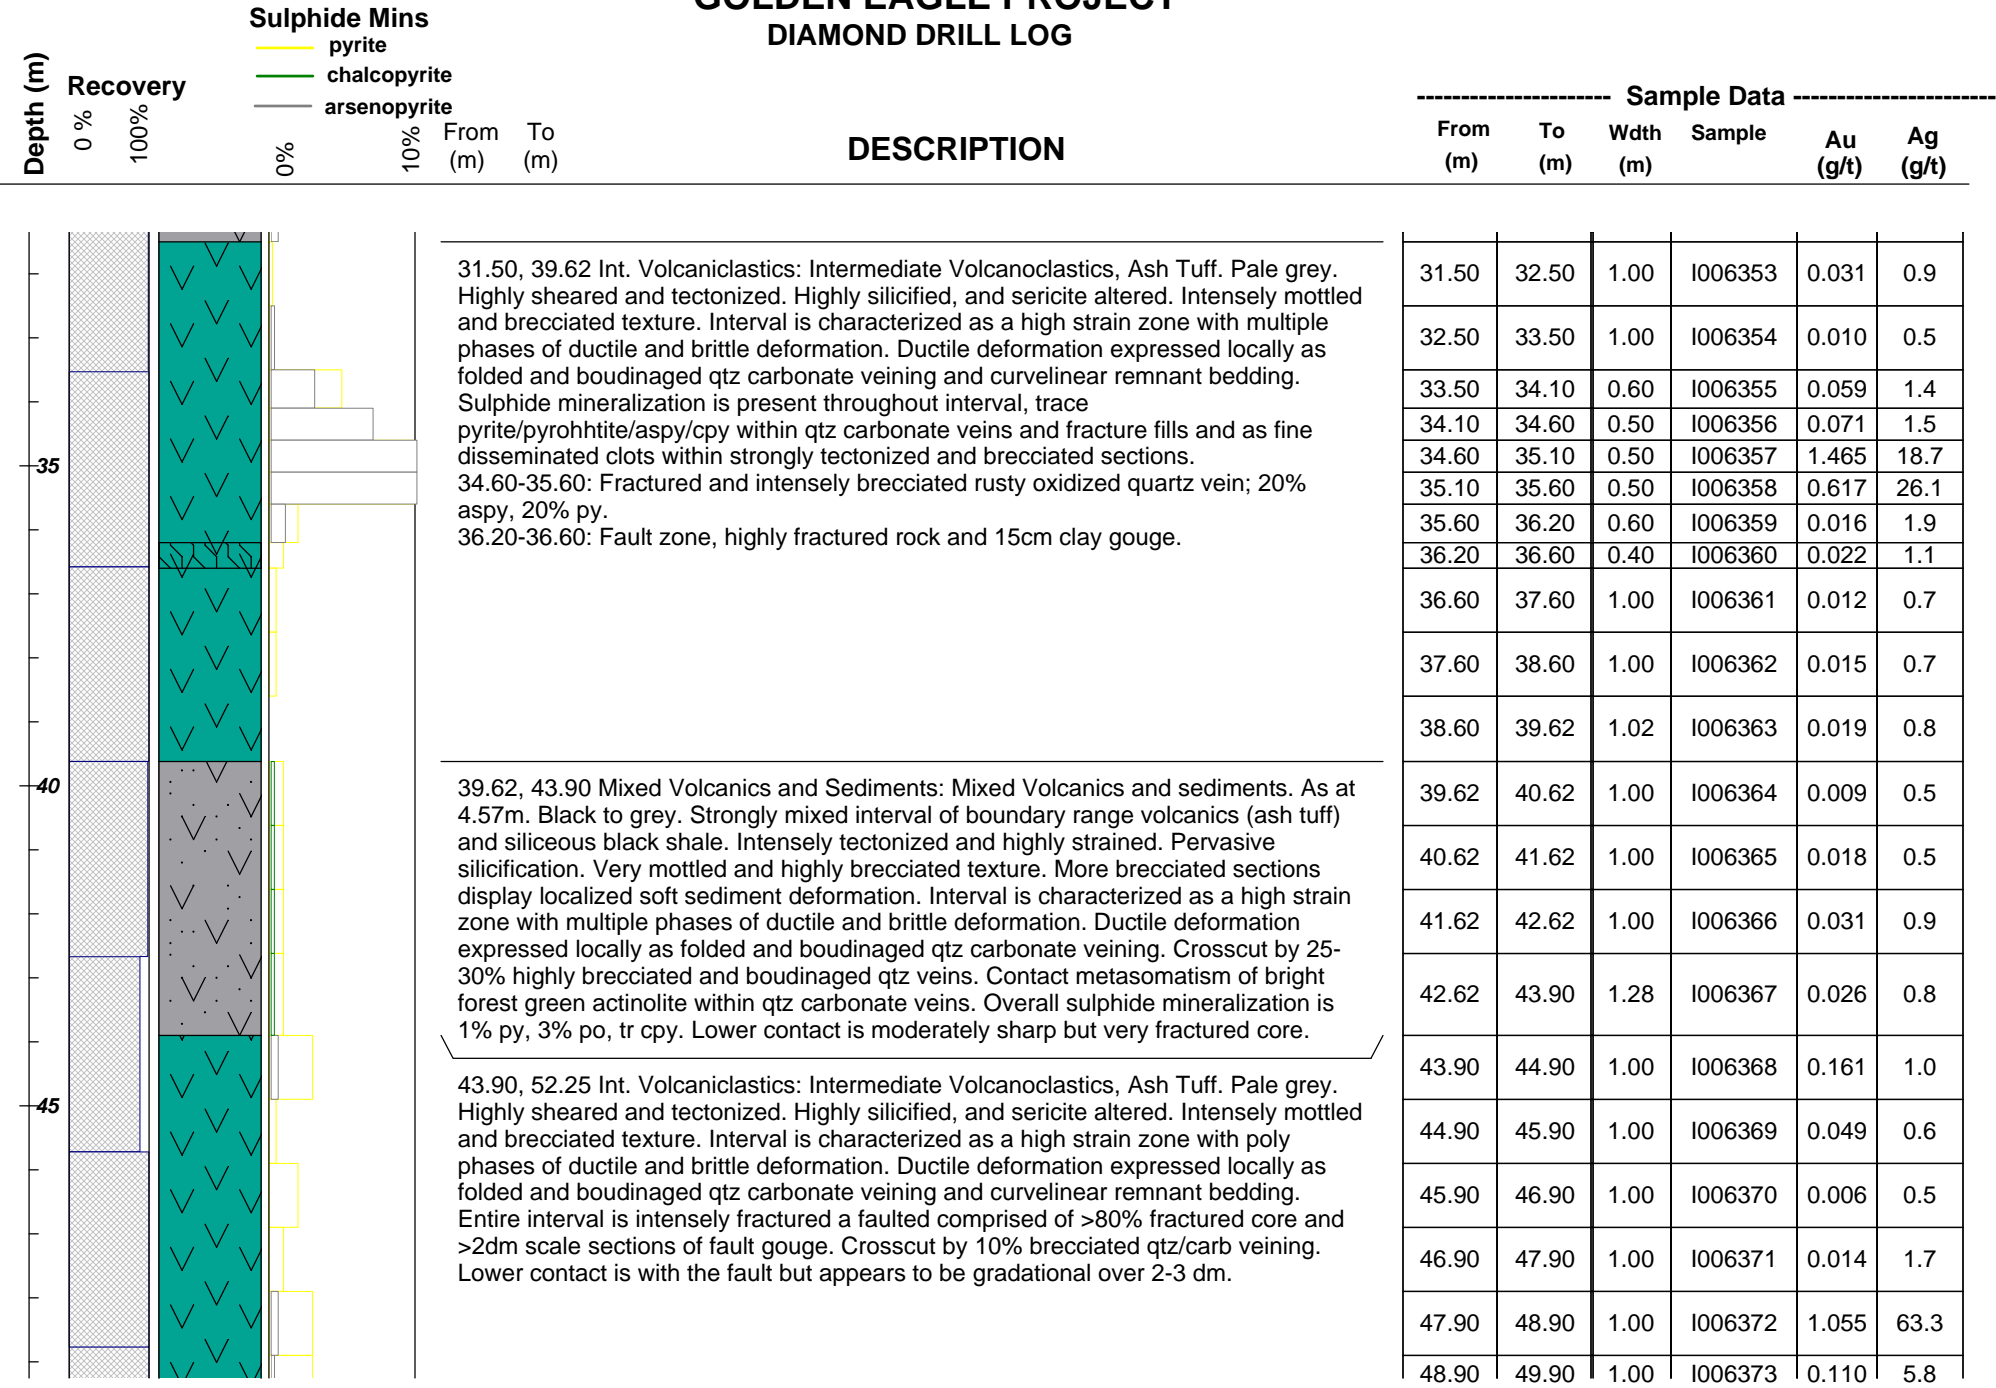 GOLDEN EAGLE PROJECT
DIAMOND DRILL LOG
Sulphide Mins
pyrite
chalcopyrite
arsenopyrite
Depth (m)
Recovery
0 %
100%
0%
10%
From (m)
To (m)
DESCRIPTION
---------------------- Sample Data -----------------------
From (m) To (m) Wdth (m) Sample Au (g/t) Ag (g/t)
35
40
45
31.50, 39.62 Int. Volcaniclastics: Intermediate Volcanoclastics, Ash Tuff. Pale grey.
Highly sheared and tectonized. Highly silicified, and sericite altered. Intensely mottled
and brecciated texture. Interval is characterized as a high strain zone with multiple
phases of ductile and brittle deformation. Ductile deformation expressed locally as
folded and boudinaged qtz carbonate veining and curvelinear remnant bedding.
Sulphide mineralization is present throughout interval, trace
pyrite/pyrohhtite/aspy/cpy within qtz carbonate veins and fracture fills and as fine
disseminated clots within strongly tectonized and brecciated sections.
34.60-35.60: Fractured and intensely brecciated rusty oxidized quartz vein; 20%
aspy, 20% py.
36.20-36.60: Fault zone, highly fractured rock and 15cm clay gouge.
39.62, 43.90 Mixed Volcanics and Sediments: Mixed Volcanics and sediments. As at
4.57m. Black to grey. Strongly mixed interval of boundary range volcanics (ash tuff)
and siliceous black shale. Intensely tectonized and highly strained. Pervasive
silicification. Very mottled and highly brecciated texture. More brecciated sections
display localized soft sediment deformation. Interval is characterized as a high strain
zone with multiple phases of ductile and brittle deformation. Ductile deformation
expressed locally as folded and boudinaged qtz carbonate veining. Crosscut by 25-
30% highly brecciated and boudinaged qtz veins. Contact metasomatism of bright
forest green actinolite within qtz carbonate veins. Overall sulphide mineralization is
1% py, 3% po, tr cpy. Lower contact is moderately sharp but very fractured core.
43.90, 52.25 Int. Volcaniclastics: Intermediate Volcanoclastics, Ash Tuff. Pale grey.
Highly sheared and tectonized. Highly silicified, and sericite altered. Intensely mottled
and brecciated texture. Interval is characterized as a high strain zone with poly
phases of ductile and brittle deformation. Ductile deformation expressed locally as
folded and boudinaged qtz carbonate veining and curvelinear remnant bedding.
Entire interval is intensely fractured a faulted comprised of >80% fractured core and
>2dm scale sections of fault gouge. Crosscut by 10% brecciated qtz/carb veining.
Lower contact is with the fault but appears to be gradational over 2-3 dm.
31.50 32.50 1.00 I006353 0.031 0.9
32.50 33.50 1.00 I006354 0.010 0.5
33.50 34.10 0.60 I006355 0.059 1.4
34.10 34.60 0.50 I006356 0.071 1.5
34.60 35.10 0.50 I006357 1.465 18.7
35.10 35.60 0.50 I006358 0.617 26.1
35.60 36.20 0.60 I006359 0.016 1.9
36.20 36.60 0.40 I006360 0.022 1.1
36.60 37.60 1.00 I006361 0.012 0.7
37.60 38.60 1.00 I006362 0.015 0.7
38.60 39.62 1.02 I006363 0.019 0.8
39.62 40.62 1.00 I006364 0.009 0.5
40.62 41.62 1.00 I006365 0.018 0.5
41.62 42.62 1.00 I006366 0.031 0.9
42.62 43.90 1.28 I006367 0.026 0.8
43.90 44.90 1.00 I006368 0.161 1.0
44.90 45.90 1.00 I006369 0.049 0.6
45.90 46.90 1.00 I006370 0.006 0.5
46.90 47.90 1.00 I006371 0.014 1.7
47.90 48.90 1.00 I006372 1.055 63.3
48.90 49.90 1.00 I006373 0.110 5.8